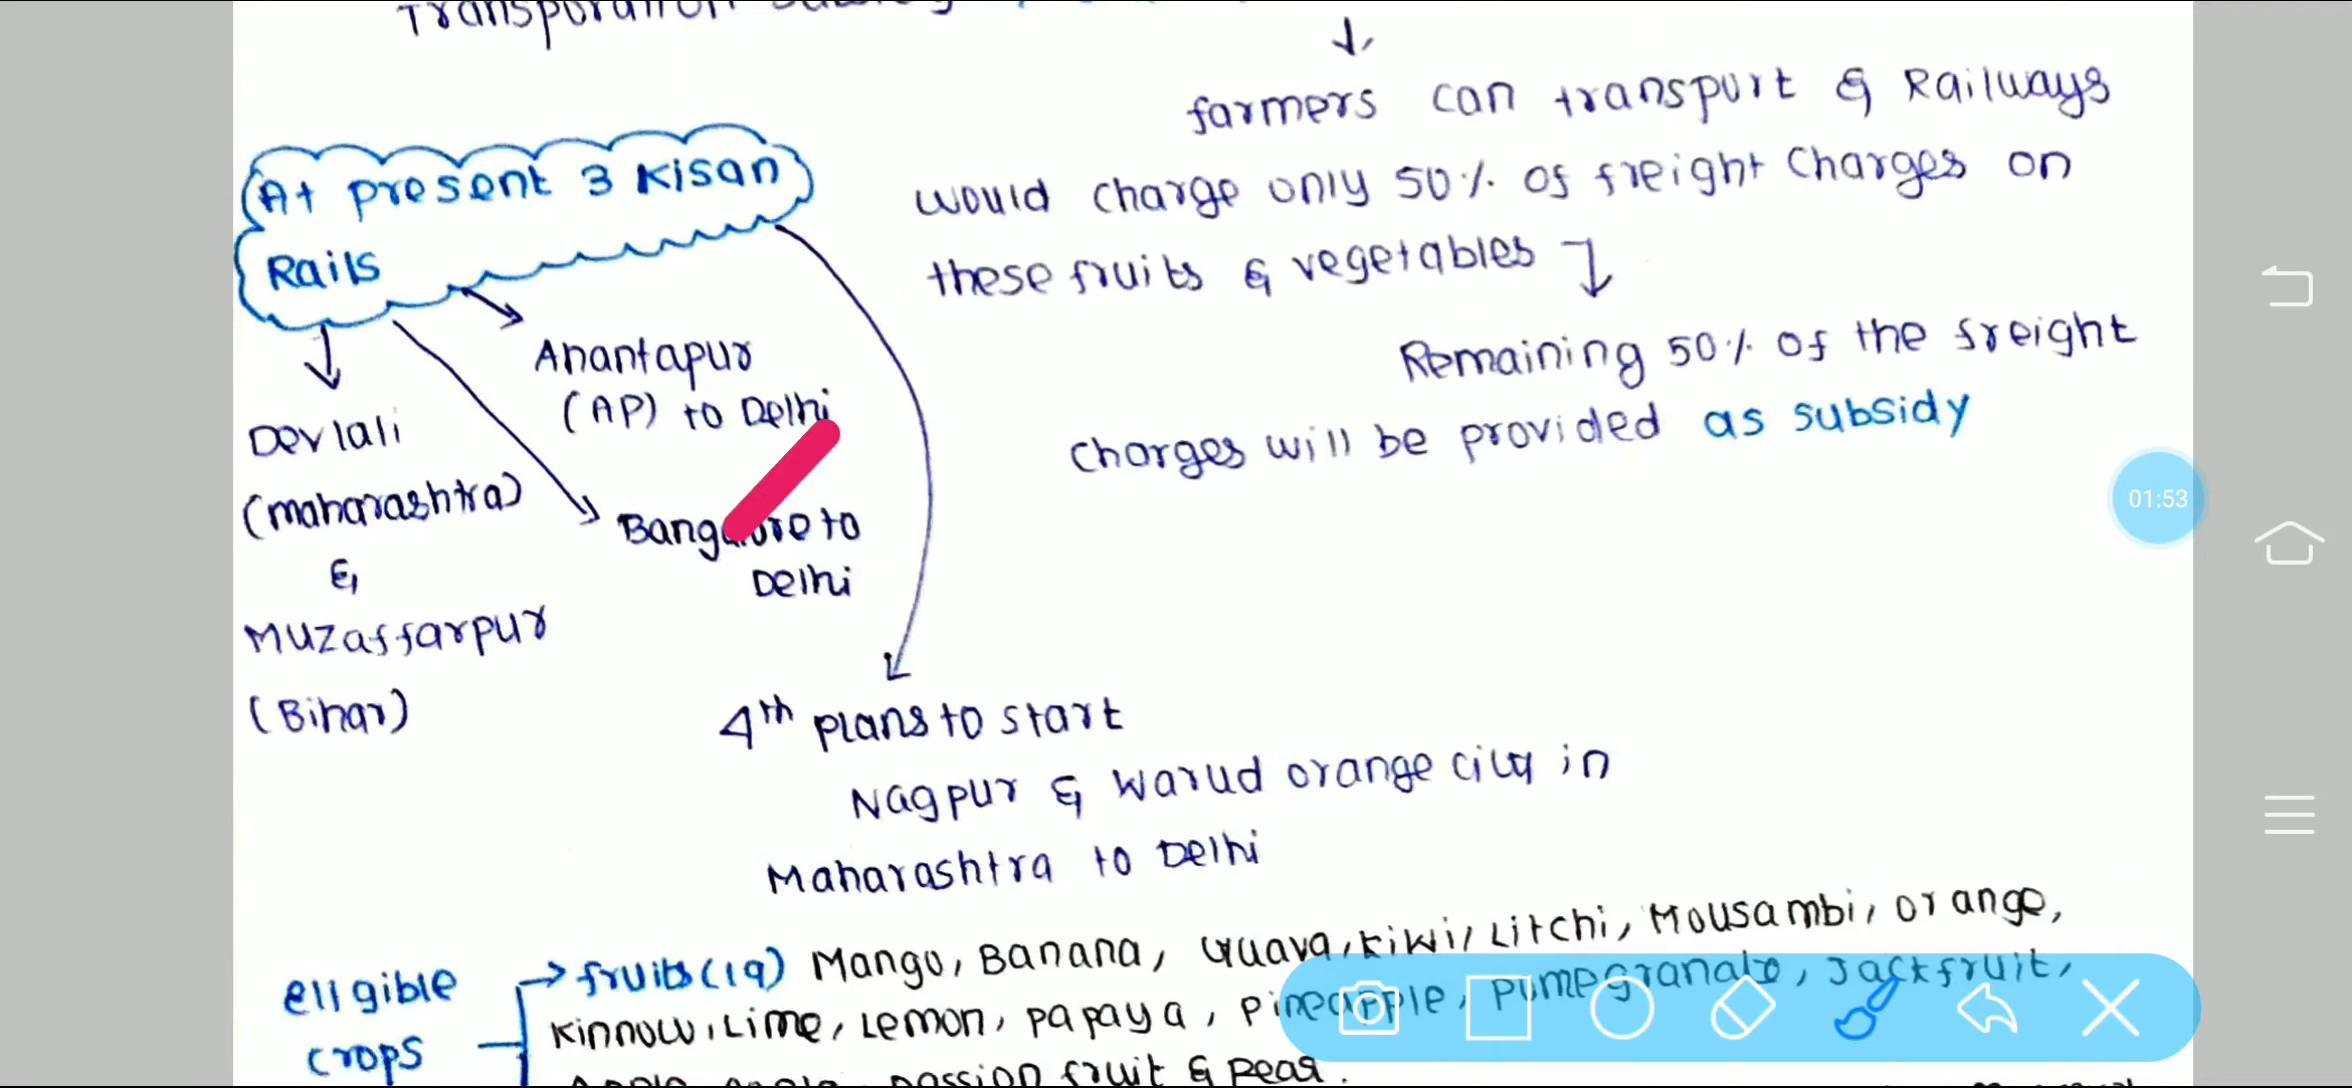 Transporation
farmers can transport & Railways
would charge only 50% of freight charges on
these fruits & vegetables
Remaining 50% of the freight
charges will be provided as subsidy
At present 3 Kisan
Rails
Anantapur
(AP) to Delhi
Devlali
(maharashtra)
&
Muzaffarpur
(Bihar)
Bangalore to
Delhi
4th plans to start
Nagpur & Warud orange city in
Maharashtra to Delhi
eligible
crops
fruits (19) Mango, Banana, Guava, kiwi, Litchi, Mousambi, orange,
Kinnow, Lime, Lemon, papaya, pineapple, pomegranate, Jackfruit,
passion fruit & pear.
01:53